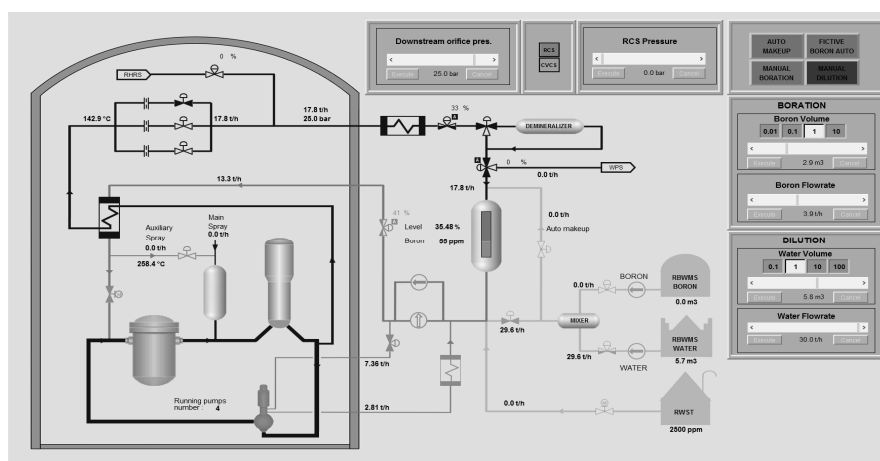 Downstream orifice pres.
< >
Execute 25.0 bar Cancel
RCS
CVCS
RCS Pressure
< >
Execute 0.0 bar Cancel
AUTO MAKEUP
FICTIVE BORON AUTO
MANUAL BORATION
MANUAL DILUTION
0 %
RHRS
142.9 °C
17.8 t/h
17.8 t/h
25.0 bar
33 %
A
DEMINERALIZER
A
0 %
WPS
0.0 t/h
17.8 t/h
13.3 t/h
41 %
A
Level 35.48 %
Boron 66 ppm
0.0 t/h
Auto makeup
Auxiliary
Spray
0.0 t/h
258.4 °C
Main
Spray
0.0 t/h
BORON
0.0 t/h
RBWMS
BORON
0.0 m3
MIXER
29.6 t/h
29.6 t/h
WATER
RBWMS
WATER
5.7 m3
7.36 t/h
2.81 t/h
Running pumps
number : 4
0.0 t/h
RWST
2500 ppm
BORATION
Boron Volume
0.01 0.1 1 10
< >
Execute 2.9 m3 Cancel
Boron Flowrate
< >
Execute 3.9 t/h Cancel
DILUTION
Water Volume
0.1 1 10 100
< >
Execute 5.8 m3 Cancel
Water Flowrate
< >
Execute 30.0 t/h Cancel